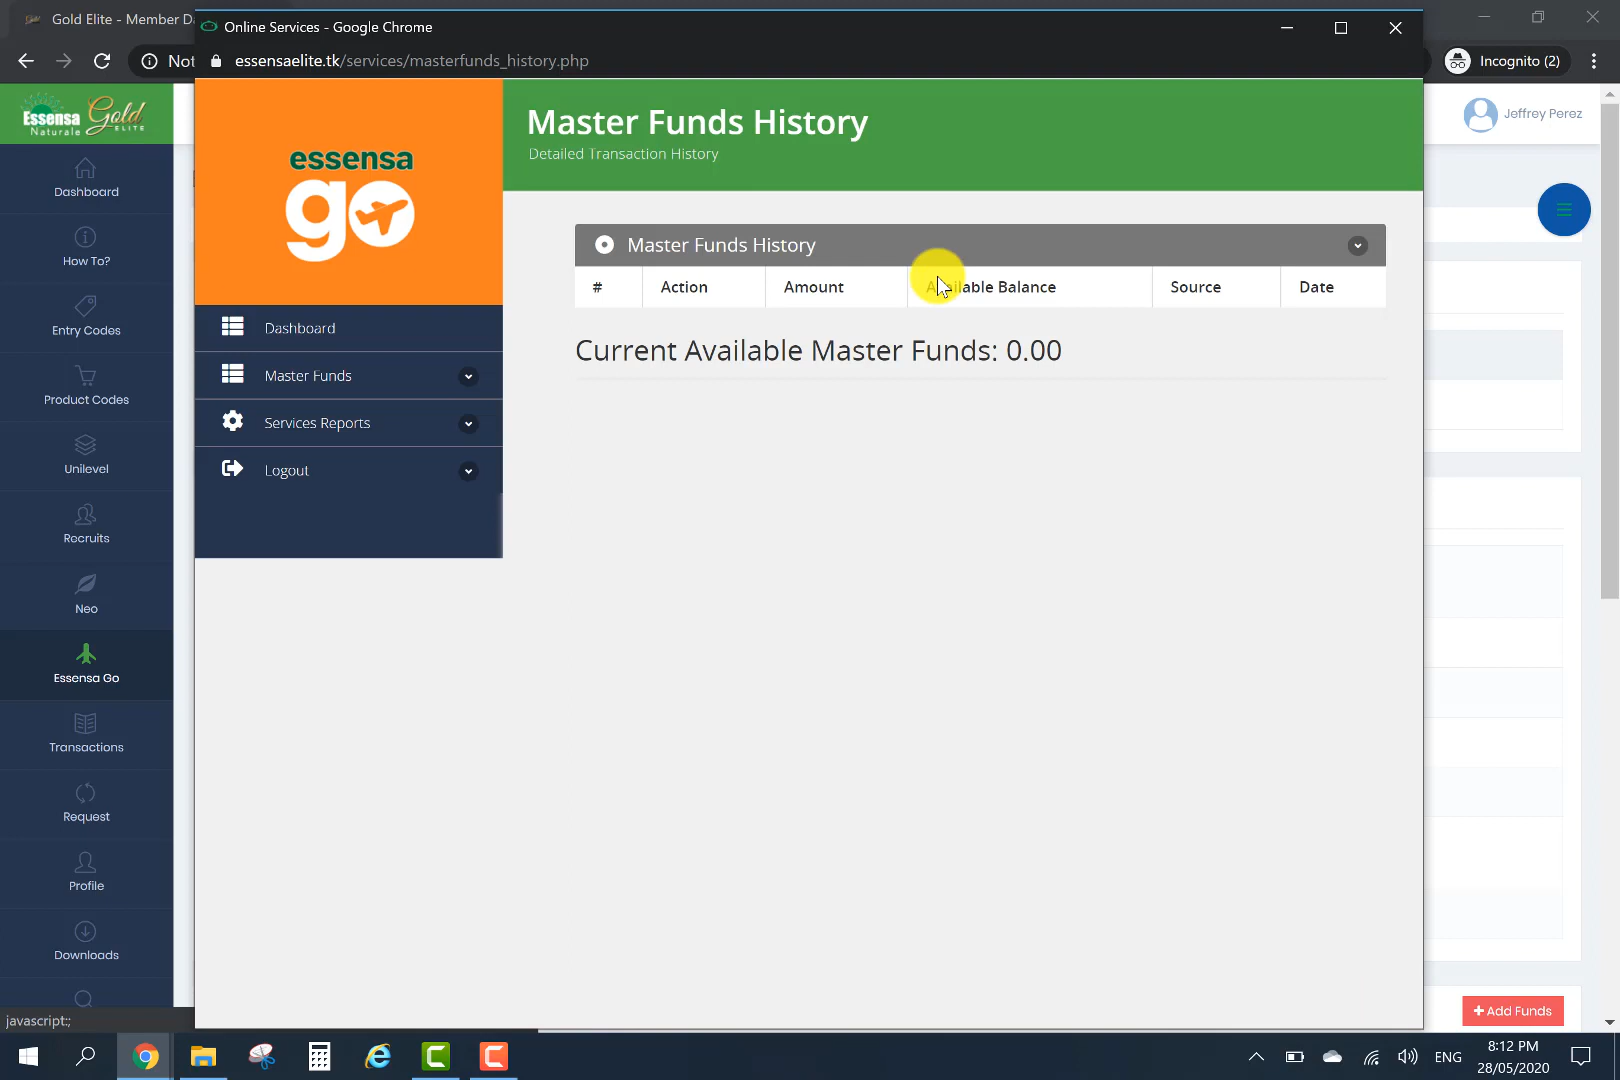 Gold Elite - Member D
Online Services - Google Chrome
Not
essensaelite.tk/services/masterfunds_history.php
Incognito (2)
Essensa
Naturale
Gold
ELITE
Jeffrey Perez
Dashboard
How To?
Entry Codes
Product Codes
Unilevel
Recruits
Neo
Essensa Go
Transactions
Request
Profile
Downloads
essensa
go
Dashboard
Master Funds
Services Reports
Logout
Master Funds History
Detailed Transaction History
Master Funds History
# Action Amount Available Balance Source Date
Current Available Master Funds: 0.00
+ Add Funds
javascript:;
ENG
8:12 PM
28/05/2020